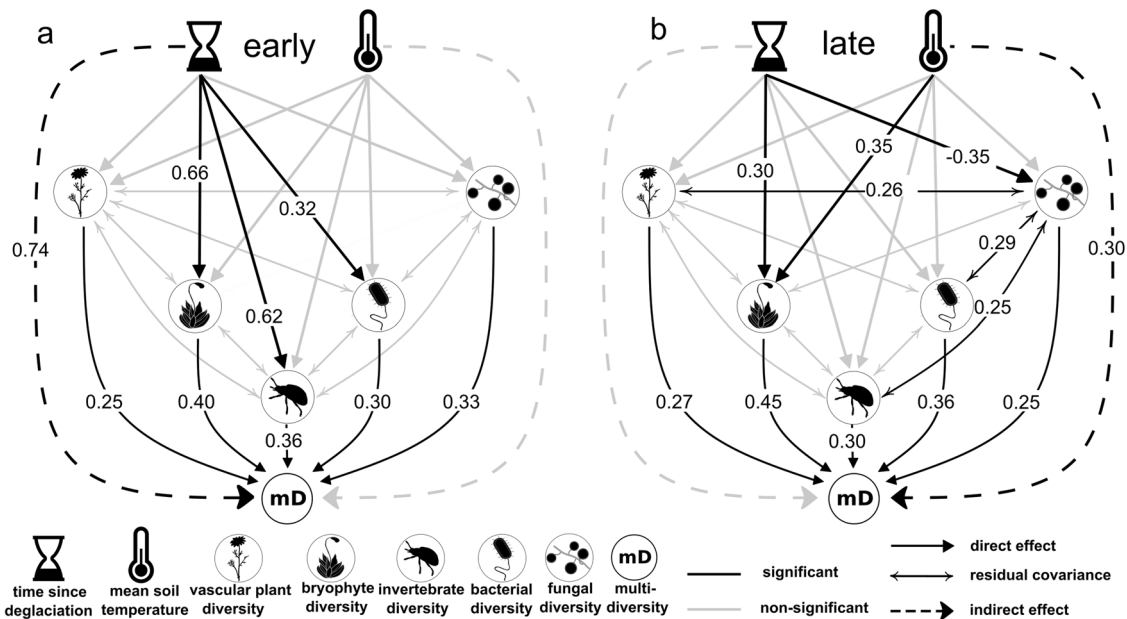 a
early
b
late
0.66
0.32
0.74
0.62
0.25
0.40
0.30
0.33
0.36
mD
0.30
0.35
-0.35
0.26
0.29
0.30
0.25
0.27
0.45
0.36
0.25
0.30
mD
time since
deglaciation
mean soil
temperature
vascular plant
diversity
bryophyte
diversity
invertebrate
diversity
bacterial
diversity
fungal
diversity
mD
multi-
diversity
significant
non-significant
direct effect
residual covariance
indirect effect